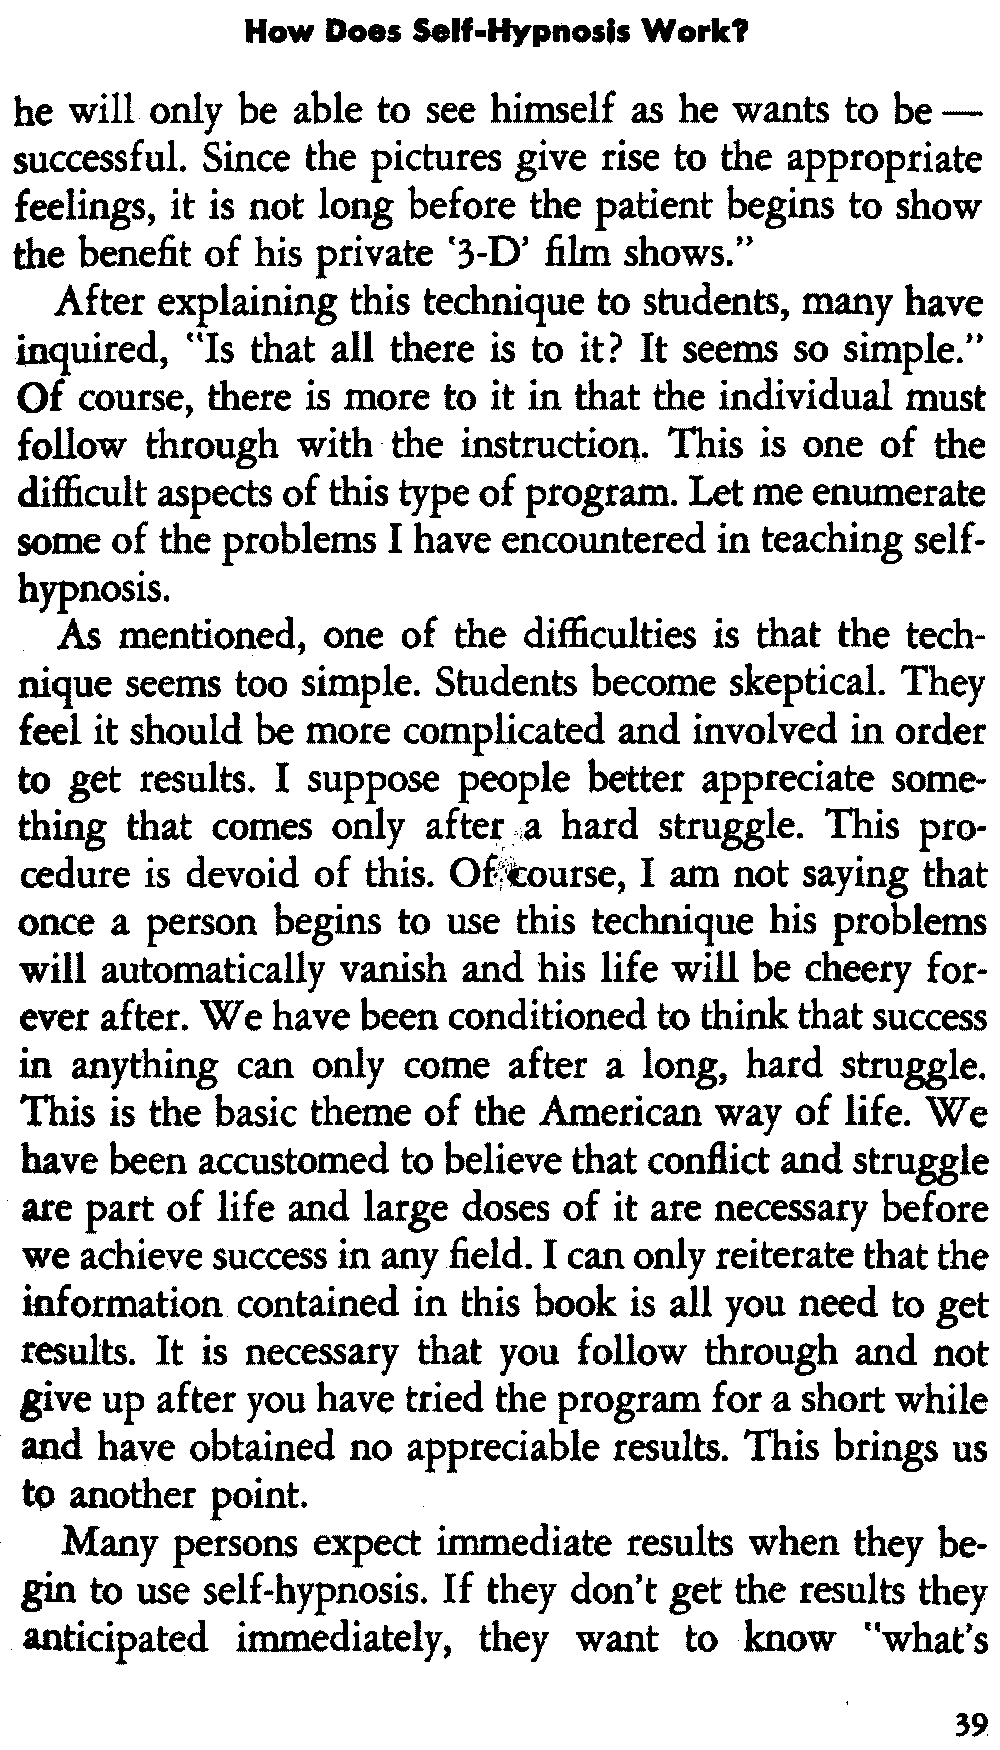 How Does Self-Hypnosis Work?
he will only be able to see himself as he wants to be —
successful. Since the pictures give rise to the appropriate
feelings, it is not long before the patient begins to show
the benefit of his private '3-D' film shows."
After explaining this technique to students, many have
inquired, "Is that all there is to it? It seems so simple."
Of course, there is more to it in that the individual must
follow through with the instruction. This is one of the
difficult aspects of this type of program. Let me enumerate
some of the problems I have encountered in teaching self-
hypnosis.
As mentioned, one of the difficulties is that the tech-
nique seems too simple. Students become skeptical. They
feel it should be more complicated and involved in order
to get results. I suppose people better appreciate some-
thing that comes only after a hard struggle. This pro-
cedure is devoid of this. Of course, I am not saying that
once a person begins to use this technique his problems
will automatically vanish and his life will be cheery for-
ever after. We have been conditioned to think that success
in anything can only come after a long, hard struggle.
This is the basic theme of the American way of life. We
have been accustomed to believe that conflict and struggle
are part of life and large doses of it are necessary before
we achieve success in any field. I can only reiterate that the
information contained in this book is all you need to get
results. It is necessary that you follow through and not
give up after you have tried the program for a short while
and have obtained no appreciable results. This brings us
to another point.
Many persons expect immediate results when they be-
gin to use self-hypnosis. If they don't get the results they
anticipated immediately, they want to know "what's
39